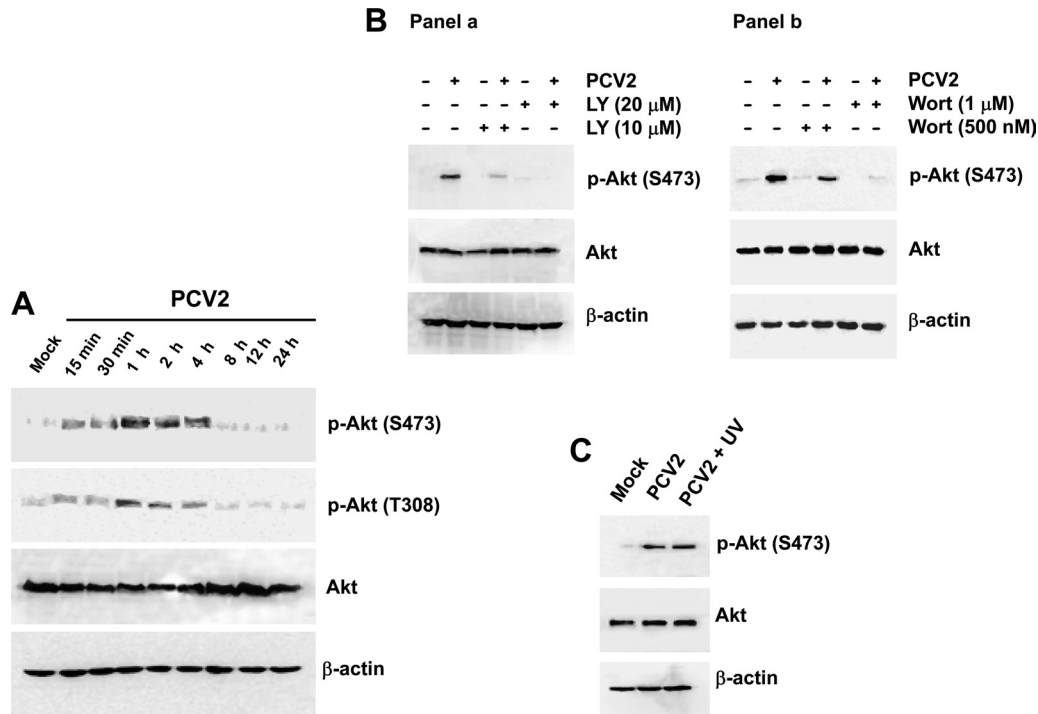 B Panel a Panel b
- + - + - + PCV2
- - - - + + LY (20 µM)
- - + + - - LY (10 µM)
p-Akt (S473)
Akt
β-actin
- + - + - + PCV2
- - - - + + Wort (1 µM)
- - + + - - Wort (500 nM)
p-Akt (S473)
Akt
β-actin
A
PCV2
Mock 15 min 30 min 1 h 2 h 4 h 8 h 12 h 24 h
p-Akt (S473)
p-Akt (T308)
Akt
β-actin
C
Mock PCV2 PCV2 + UV
p-Akt (S473)
Akt
β-actin